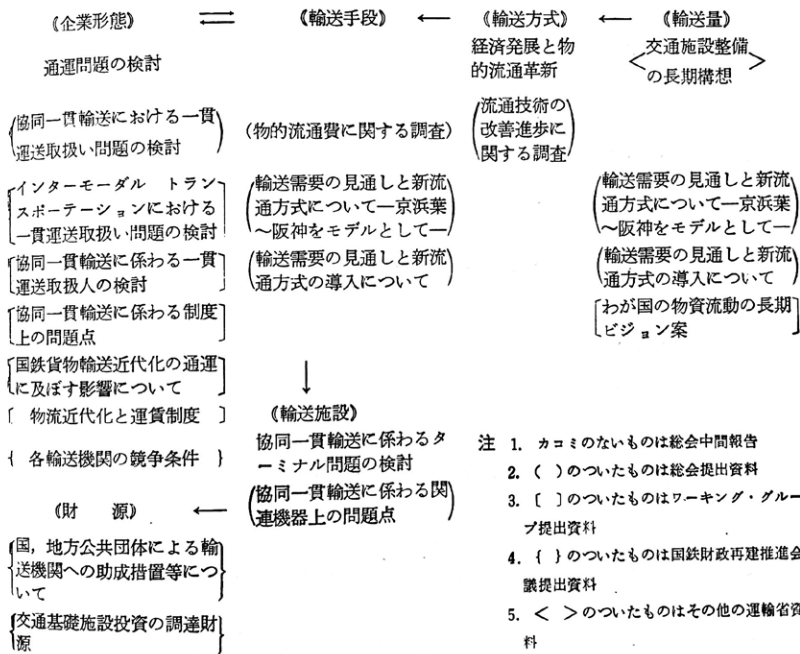 《企業形態》 ⇄ 《輸送手段》 ← 《輸送方式》 ← 《輸送量》
通運問題の検討
経済発展と物
的流通革新
<交通施設整備
の長期構想>
(協同一貫輸送における一貫
運送取扱い問題の検討)
(物的流通費に関する調査)
(流通技術の
改善進歩に
関する調査)
〔インターモーダル トラン
スポーテーションにおける
一貫運送取扱い問題の検討〕
(輸送需要の見通しと新流
通方式について―京浜葉
~阪神をモデルとして―)
(輸送需要の見通しと新流
通方式について―京浜葉
~阪神をモデルとして―)
〔協同一貫輸送に係わる一貫
運送取扱人の検討〕
(輸送需要の見通しと新流
通方式の導入について)
(輸送需要の見通しと新流
通方式の導入について)
〔協同一貫輸送に係わる制度
上の問題点〕
〔わが国の物資流動の長期
ビジョン案〕
〔国鉄貨物輸送近代化の通運
に及ぼす影響について〕
↓
〔 物流近代化と運賃制度 〕
{ 各輸送機関の競争条件 }
《輸送施設》
協同一貫輸送に係わるタ
ーミナル問題の検討
(協同一貫輸送に係わる関
連機器上の問題点)
《財 源》 ←
{国,地方公共団体による輸
送機関への助成措置等につ
いて}
{交通基礎施設投資の調達財
源}
注 1. カコミのないものは総会中間報告
2. ( )のついたものは総会提出資料
3. 〔 〕のついたものはワーキング・グルー
プ提出資料
4. { }のついたものは国鉄財政再建推進会
議提出資料
5. < >のついたものはその他の運輸省資
料